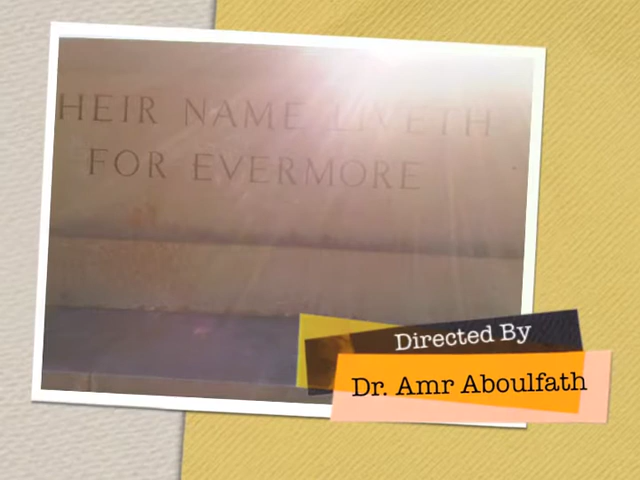 HEIR NAME LIVETH
FOR EVERMORE
Directed By
Dr. Amr Aboulfath